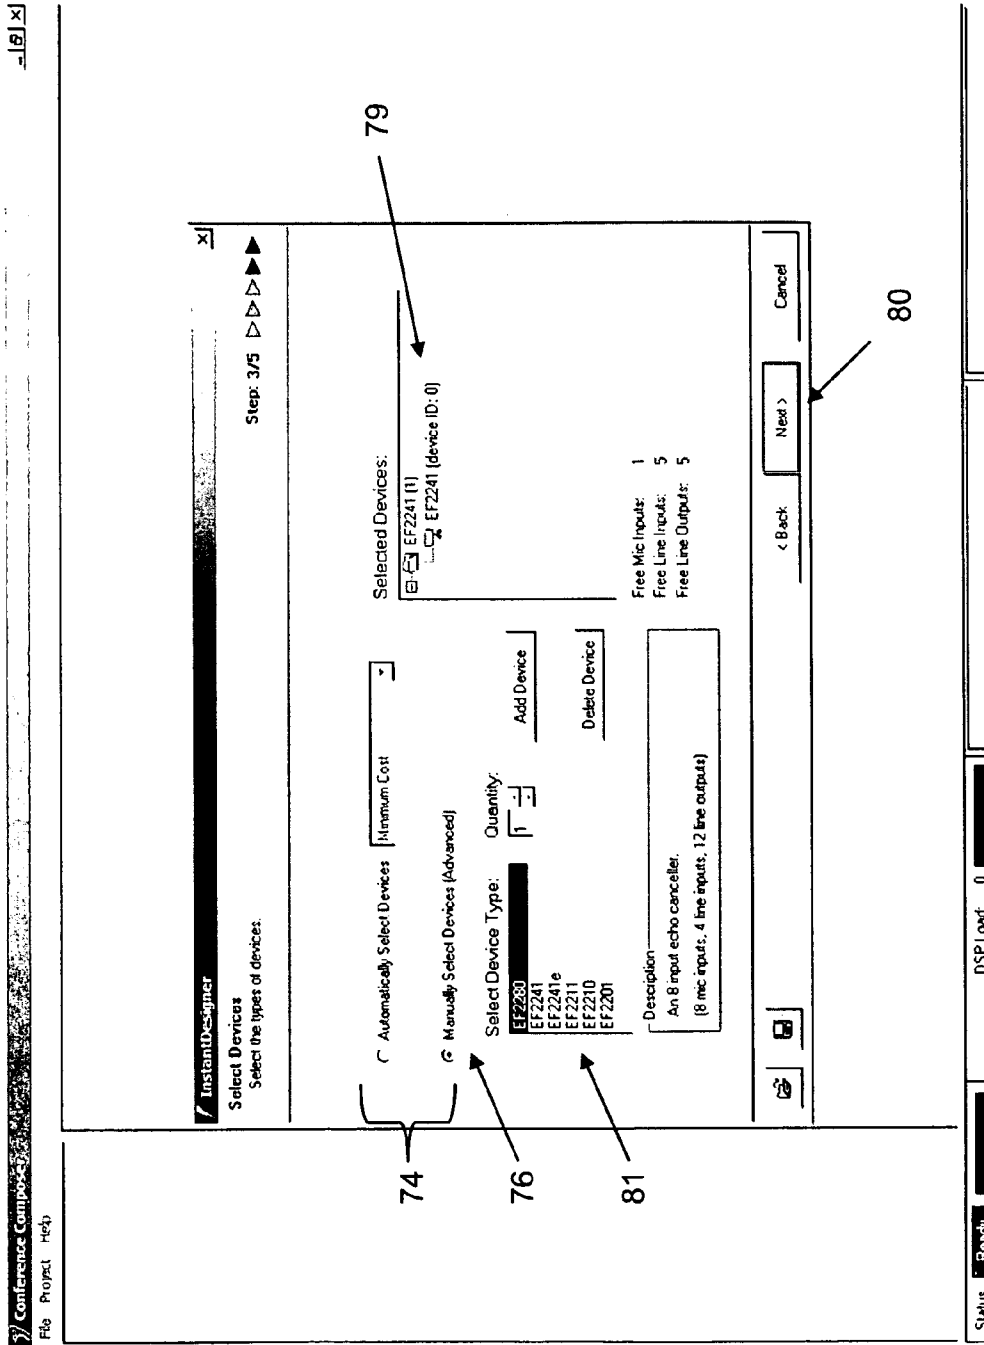 Conference Composer
File Project Help
InstantDesigner
Select Devices
Select the types of devices.
Step: 3/5
Automatically Select Devices
Minimum Cost
Manually Select Devices (Advanced)
Select Device Type:
Quantity:
EF2280
EF2241
EF2241e
EF2211
EF2210
EF2201
1
Add Device
Delete Device
Selected Devices:
EF2241 (1)
EF2241 (device ID: 0)
Free Mic Inputs: 1
Free Line Inputs: 5
Free Line Outputs: 5
Description
An 8 input echo canceller.
(8 mic inputs, 4 line inputs, 12 line outputs)
< Back
Next >
Cancel
Status
Ready
DSP Load: 0
74
76
81
79
80